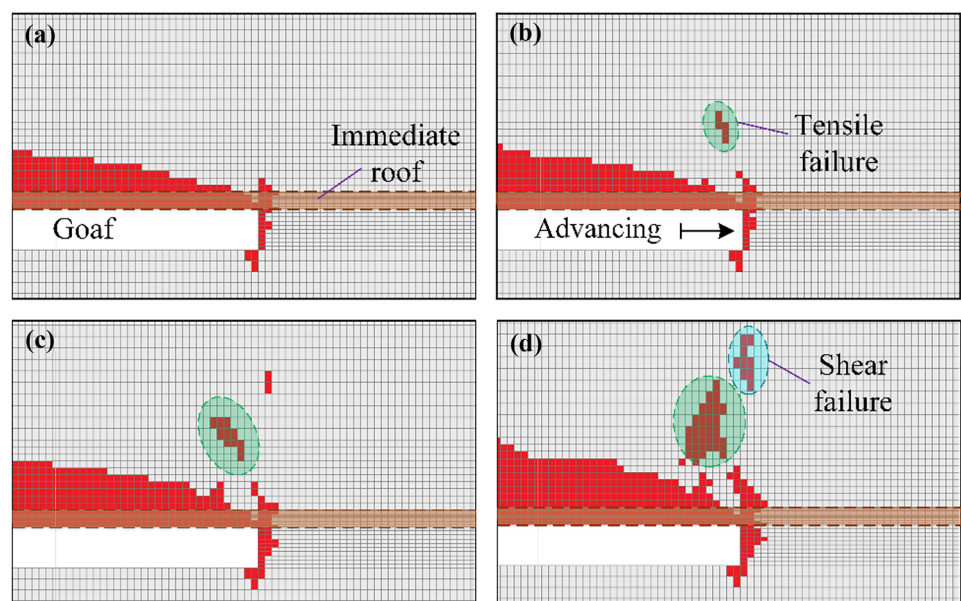 (a)
Immediate
roof
Goaf
(b)
Tensile
failure
Advancing
(c)
(d)
Shear
failure